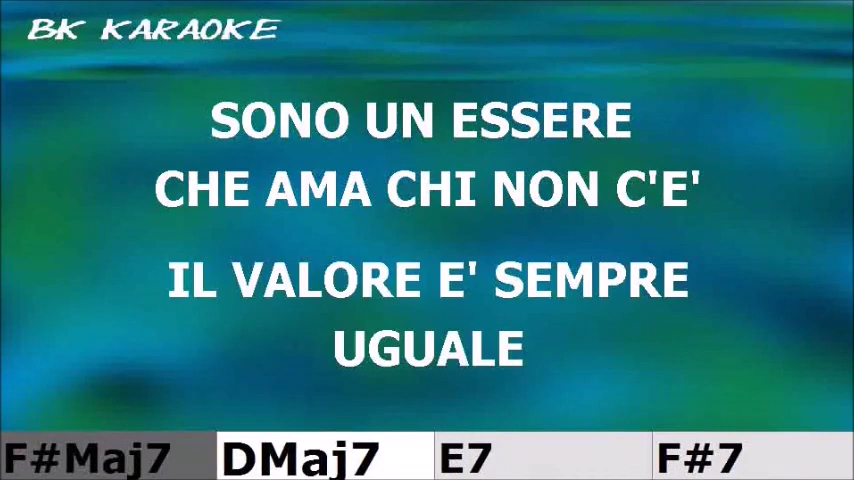 BK KARAOKE
SONO UN ESSERE
CHE AMA CHI NON C'E'
IL VALORE E' SEMPRE
UGUALE
F#Maj7 DMaj7 E7 F#7